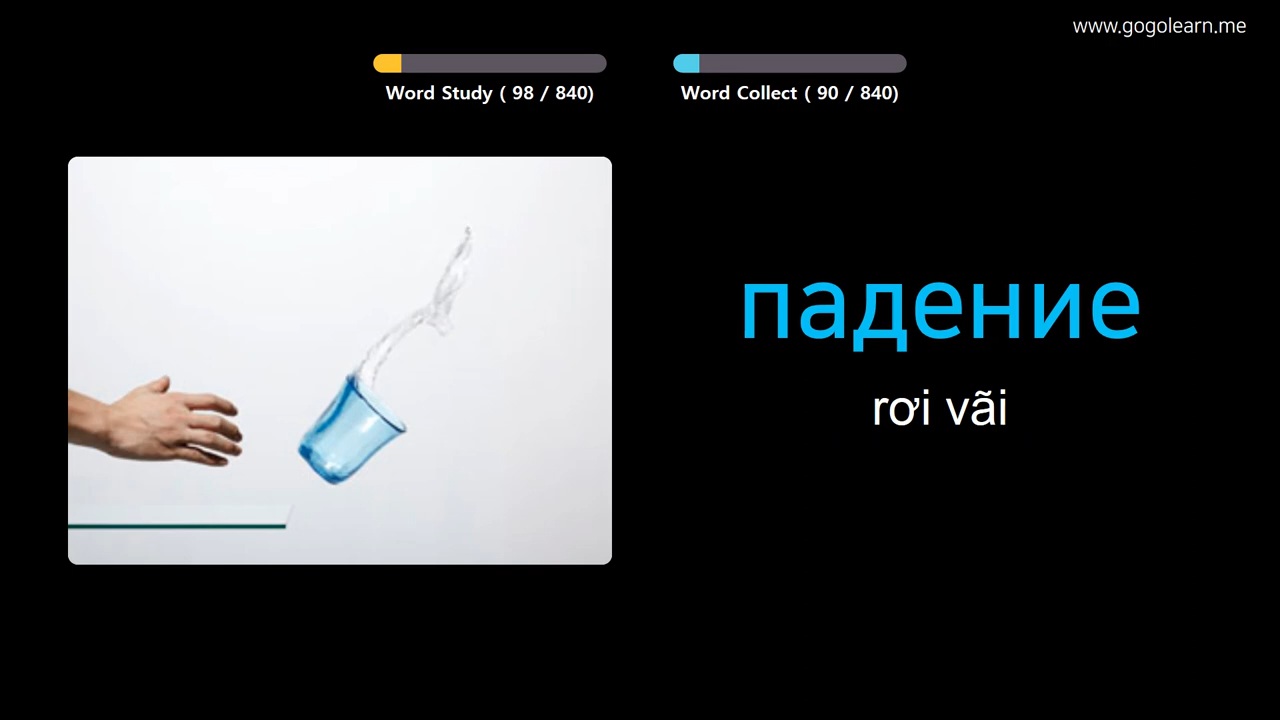 www.gogolearn.me
Word Study ( 98 / 840)
Word Collect ( 90 / 840)
падение
rơi vãi